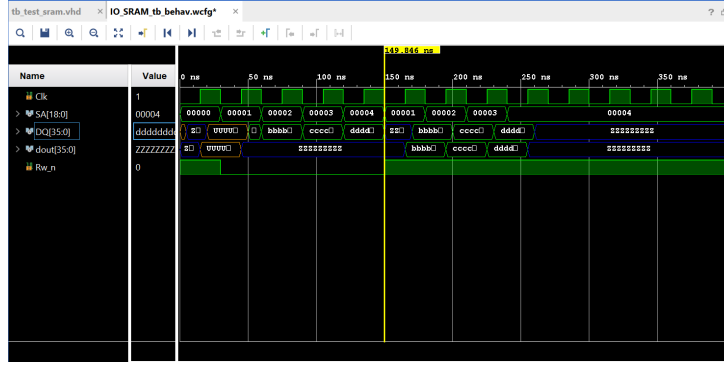 tb_test_sram.vhd × IO_SRAM_tb_behav.wcfg* × ?
149.846 ns
Name Value 0 ns 50 ns 100 ns 150 ns 200 ns 250 ns 300 ns 350 ns
Clk 1
> SA[18:0] 00004 00000 00001 00002 00003 00004 00001 00002 00003 00004
> DQ[35:0] dddddddd Z UUUU bbbb cccc dddd ZZ bbbb cccc dddd ZZZZZZZZZ
> dout[35:0] ZZZZZZZZ Z UUUU ZZZZZZZZZ bbbb cccc dddd ZZZZZZZZZ
Rw_n 0